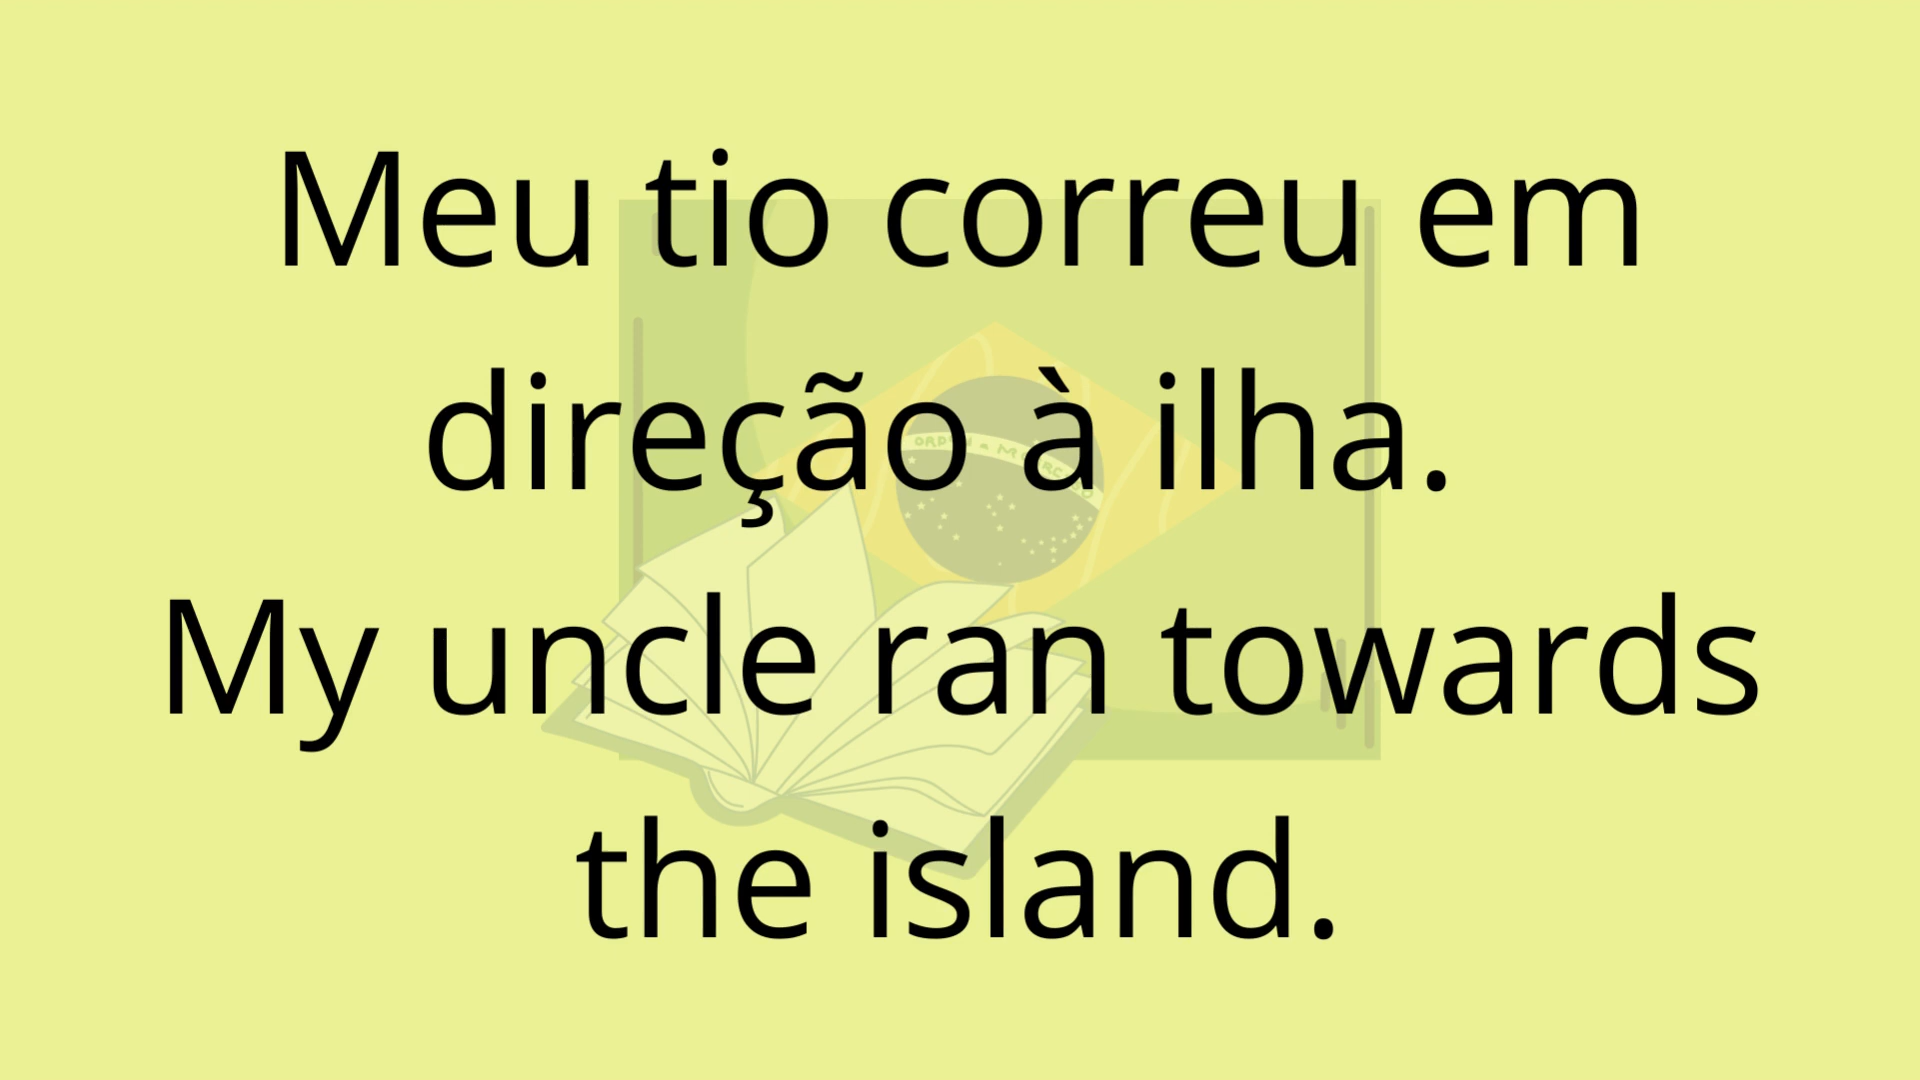 Meu tio correu em
direção à ilha.
My uncle ran towards
the island.